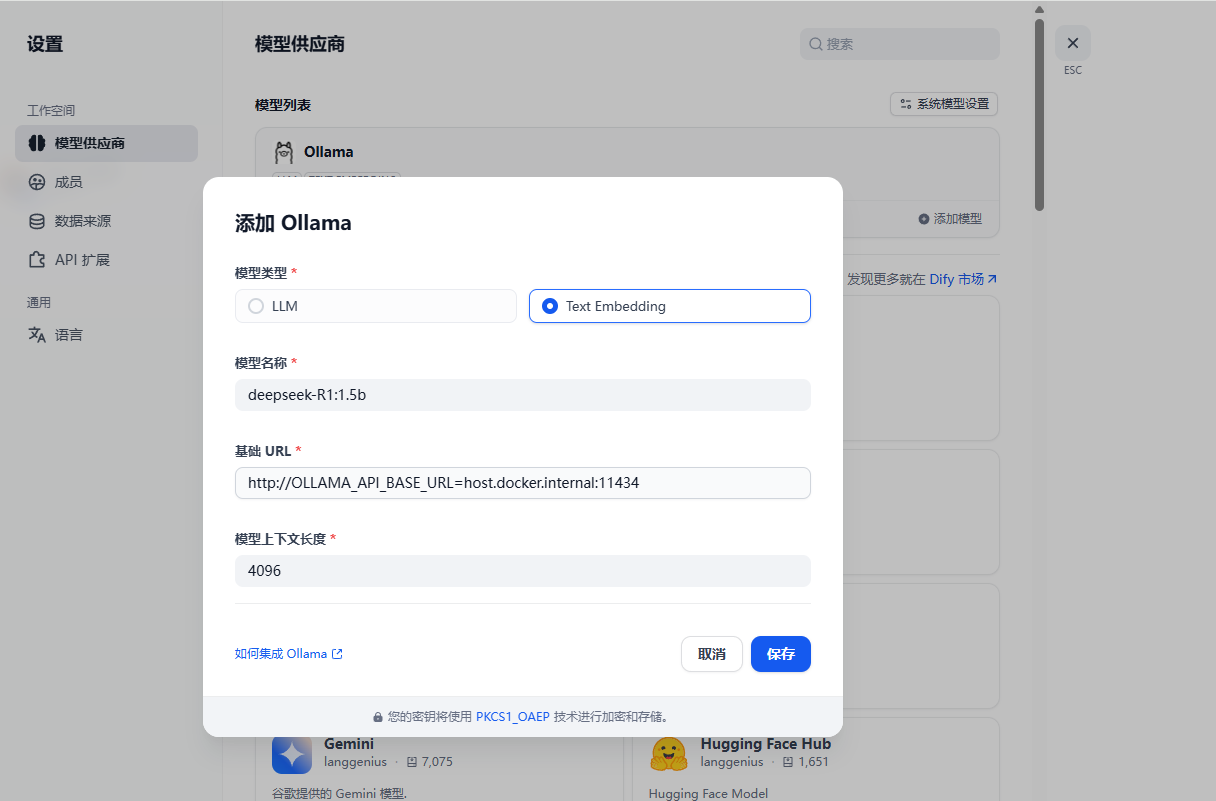 设置
工作空间
模型供应商
成员
数据来源
API 扩展
通用
语言
模型供应商
搜索
ESC
模型列表
系统模型设置
Ollama
添加模型
发现更多就在 Dify 市场
添加 Ollama
模型类型 *
LLM
Text Embedding
模型名称 *
deepseek-R1:1.5b
基础 URL *
http://OLLAMA_API_BASE_URL=host.docker.internal:11434
模型上下文长度 *
4096
如何集成 Ollama
取消
保存
您的密钥将使用 PKCS1_OAEP 技术进行加密和存储。
Gemini
langgenius · 7,075
谷歌提供的 Gemini 模型.
Hugging Face Hub
langgenius · 1,651
Hugging Face Model